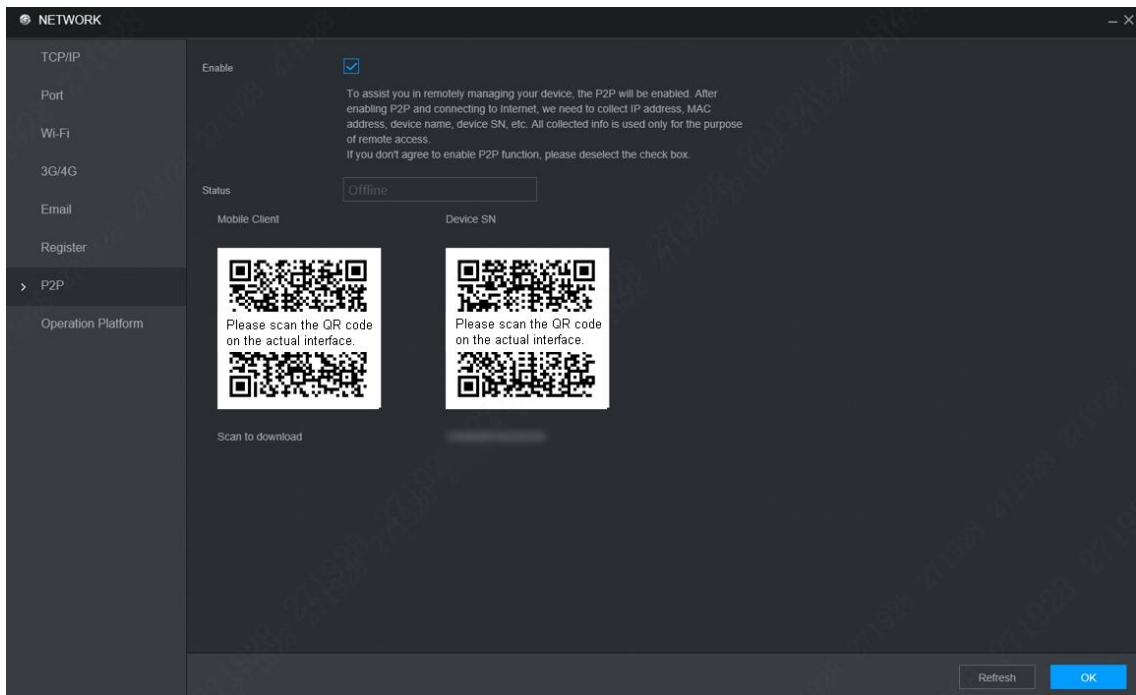 NETWORK
TCP/IP
Port
Wi-Fi
3G/4G
Email
Register
P2P
Operation Platform
Enable
To assist you in remotely managing your device, the P2P will be enabled. After
enabling P2P and connecting to Internet, we need to collect IP address, MAC
address, device name, device SN, etc. All collected info is used only for the purpose
of remote access.
If you don't agree to enable P2P function, please deselect the check box.
Status
Offline
Mobile Client
Device SN
Please scan the QR code
on the actual interface.
Please scan the QR code
on the actual interface.
Scan to download
Refresh
OK